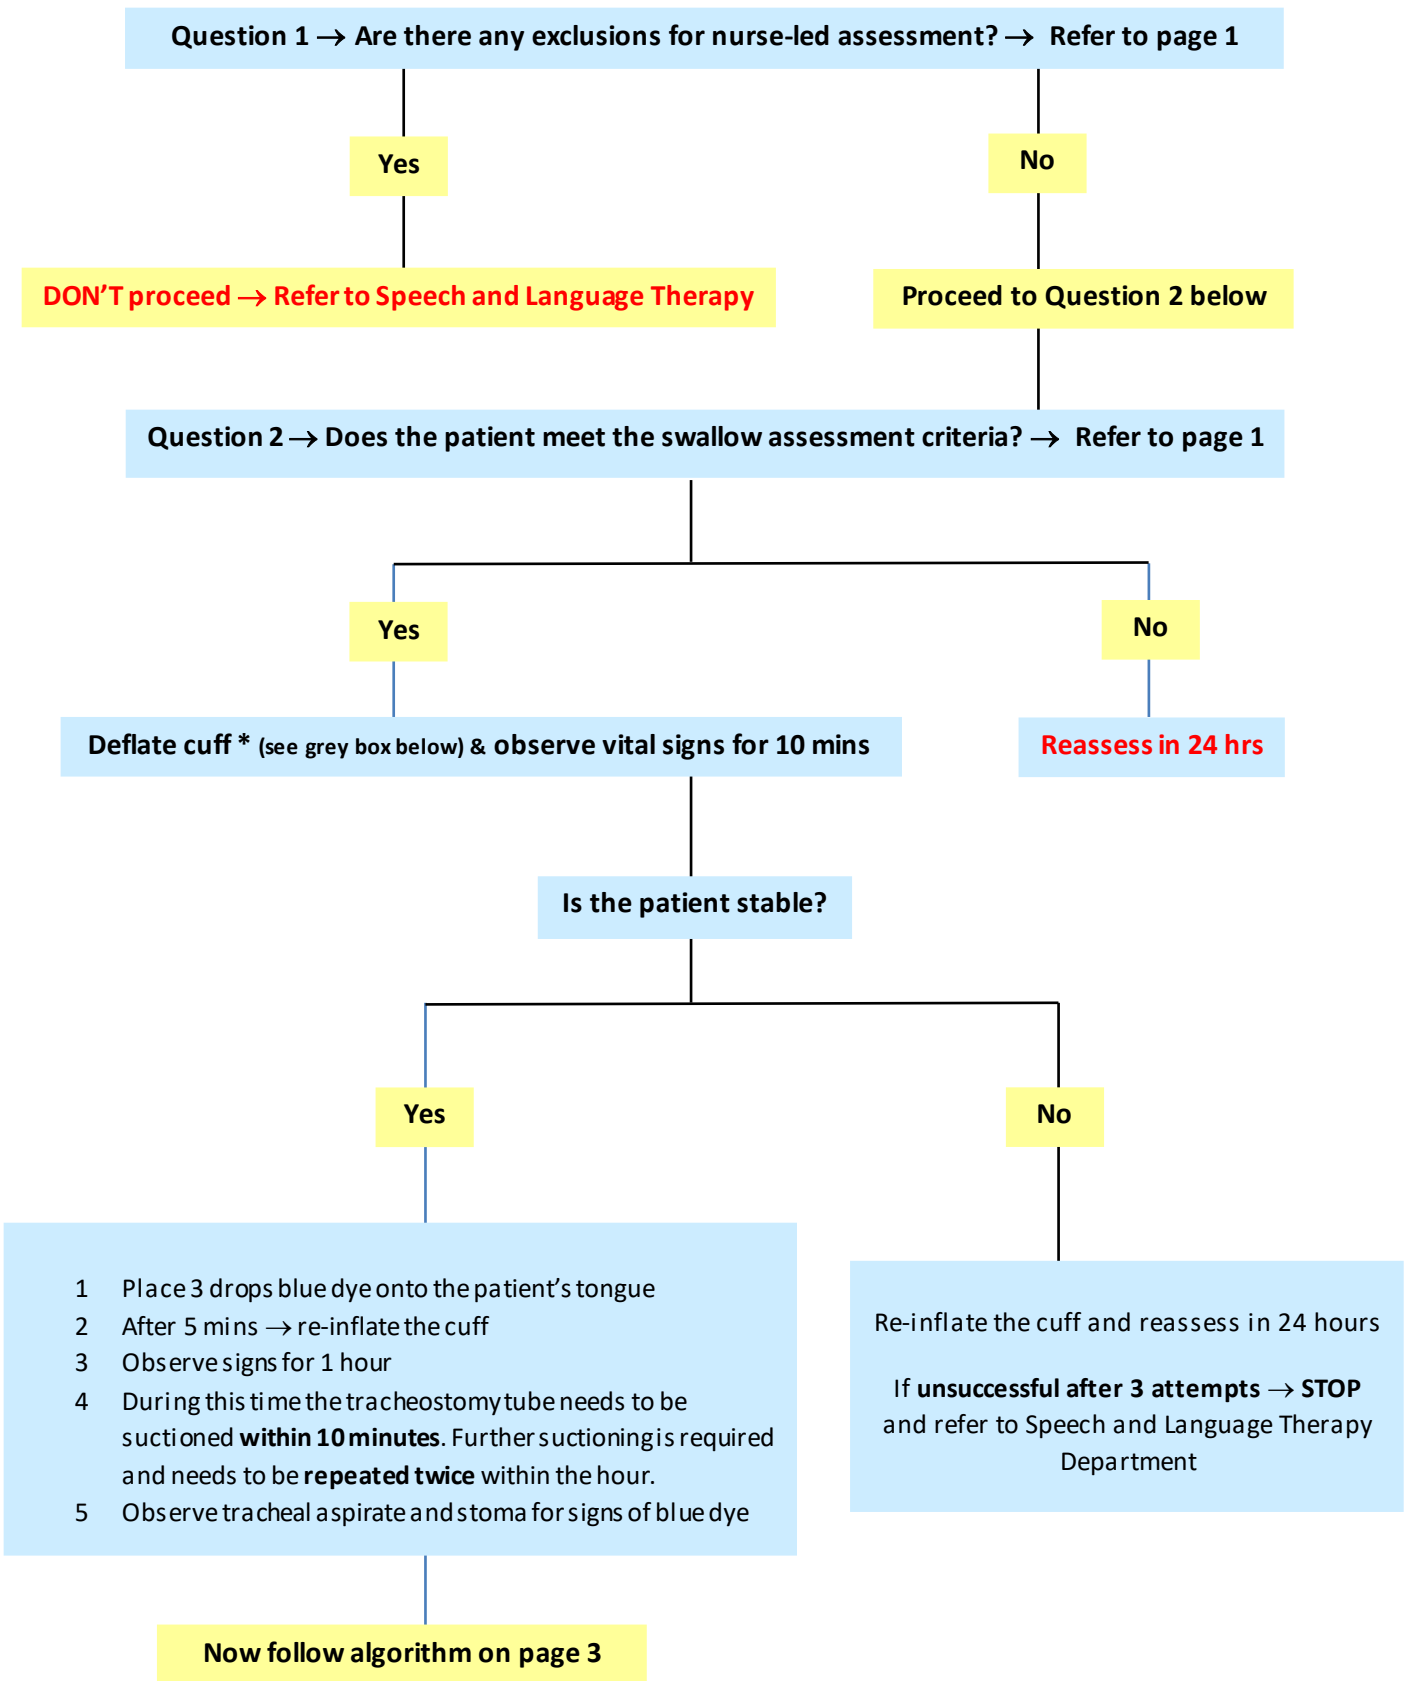 Question 1 → Are there any exclusions for nurse-led assessment? → Refer to page 1
Yes
No
DON'T proceed → Refer to Speech and Language Therapy
Proceed to Question 2 below
Question 2 → Does the patient meet the swallow assessment criteria? → Refer to page 1
Yes
No
Deflate cuff * (see grey box below) & observe vital signs for 10 mins
Reassess in 24 hrs
Is the patient stable?
Yes
No
1 Place 3 drops blue dye onto the patient's tongue
2 After 5 mins → re-inflate the cuff
3 Observe signs for 1 hour
4 During this time the tracheostomy tube needs to be
suctioned within 10 minutes. Further suctioning is required
and needs to be repeated twice within the hour.
5 Observe tracheal aspirate and stoma for signs of blue dye
Re-inflate the cuff and reassess in 24 hours
If unsuccessful after 3 attempts → STOP
and refer to Speech and Language Therapy
Department
Now follow algorithm on page 3